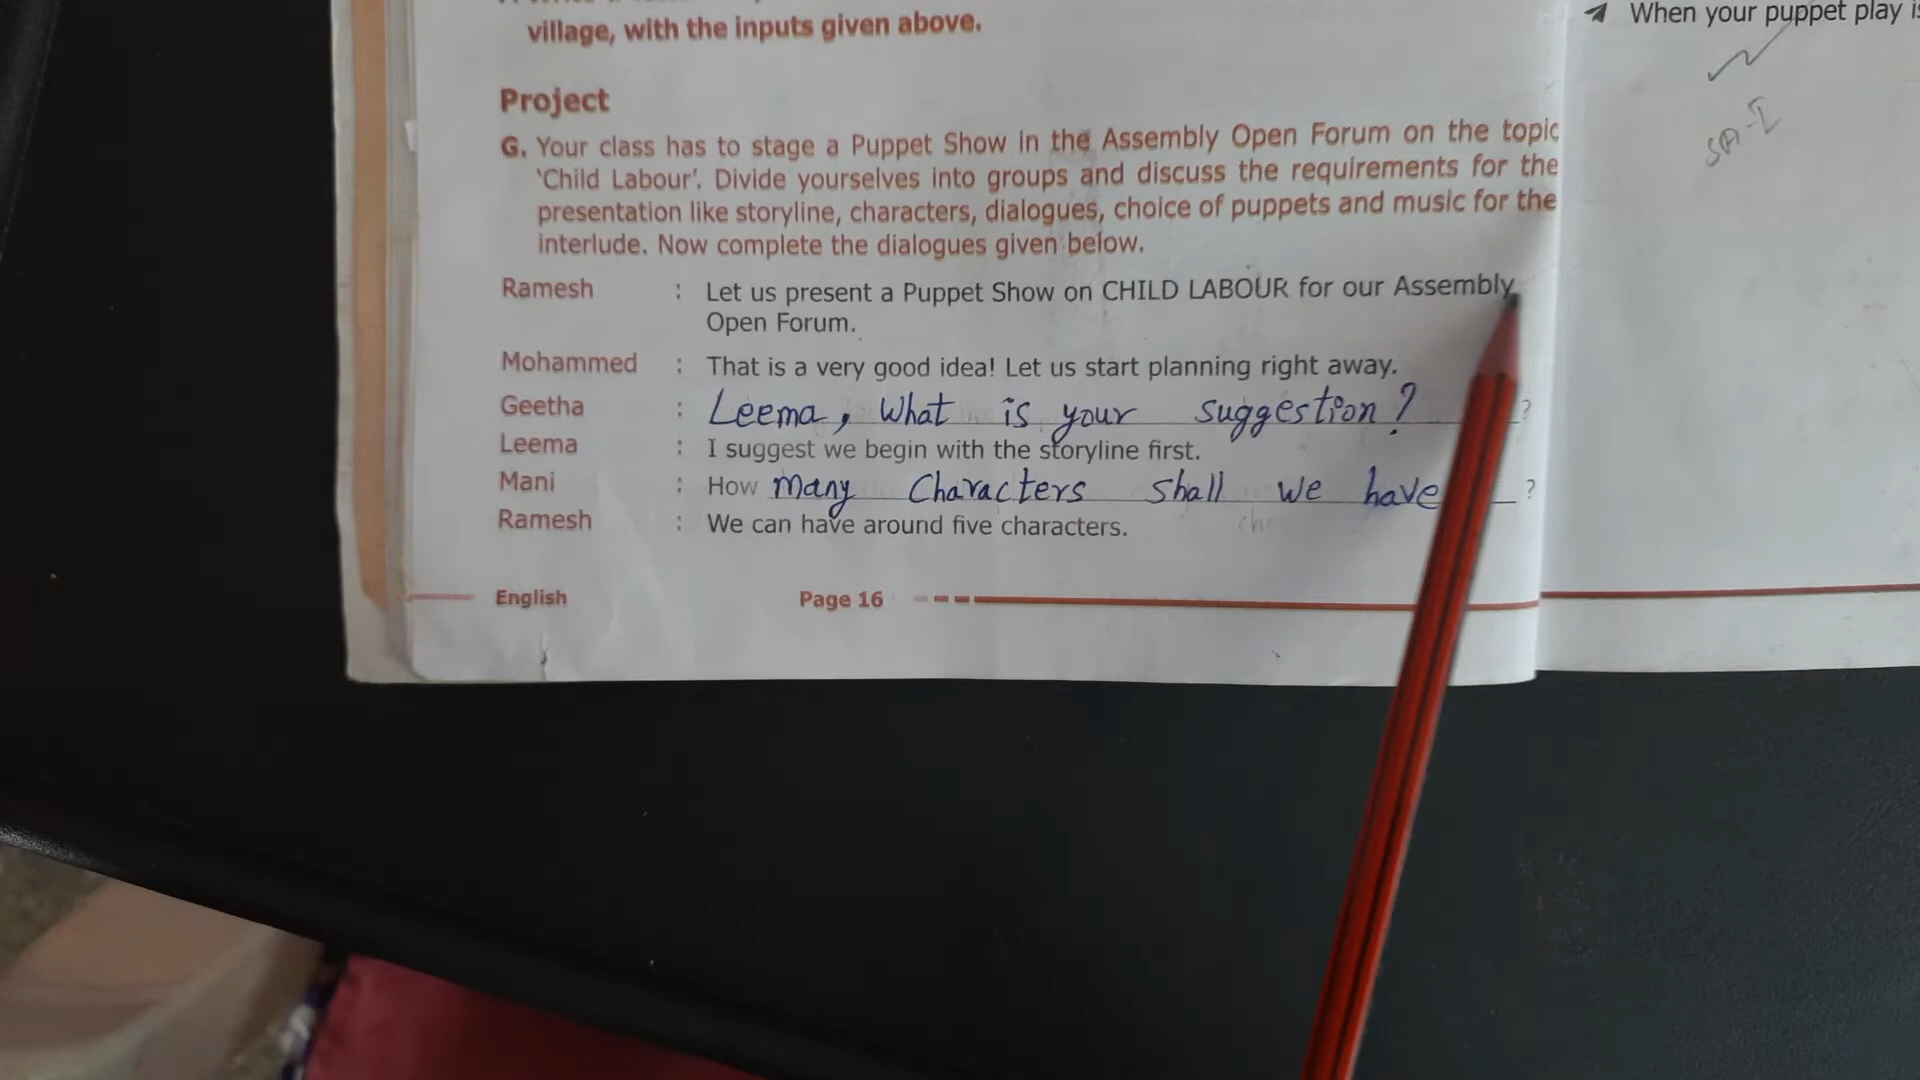 village, with the inputs given above.
When your puppet play
SA-I
Project
G. Your class has to stage a Puppet Show in the Assembly Open Forum on the topic
'Child Labour'. Divide yourselves into groups and discuss the requirements for the
presentation like storyline, characters, dialogues, choice of puppets and music for the
interlude. Now complete the dialogues given below.
Ramesh : Let us present a Puppet Show on CHILD LABOUR for our Assembly
Open Forum.
Mohammed : That is a very good idea! Let us start planning right away.
Geetha : Leema, What is your suggestion? ?
Leema : I suggest we begin with the storyline first.
Mani : How many Characters shall we have ?
Ramesh : We can have around five characters.
English Page 16